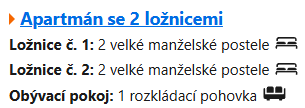 Apartmán se 2 ložnicemi
Ložnice č. 1: 2 velké manželské postele
Ložnice č. 2: 2 velké manželské postele
Obývací pokoj: 1 rozkládací pohovka